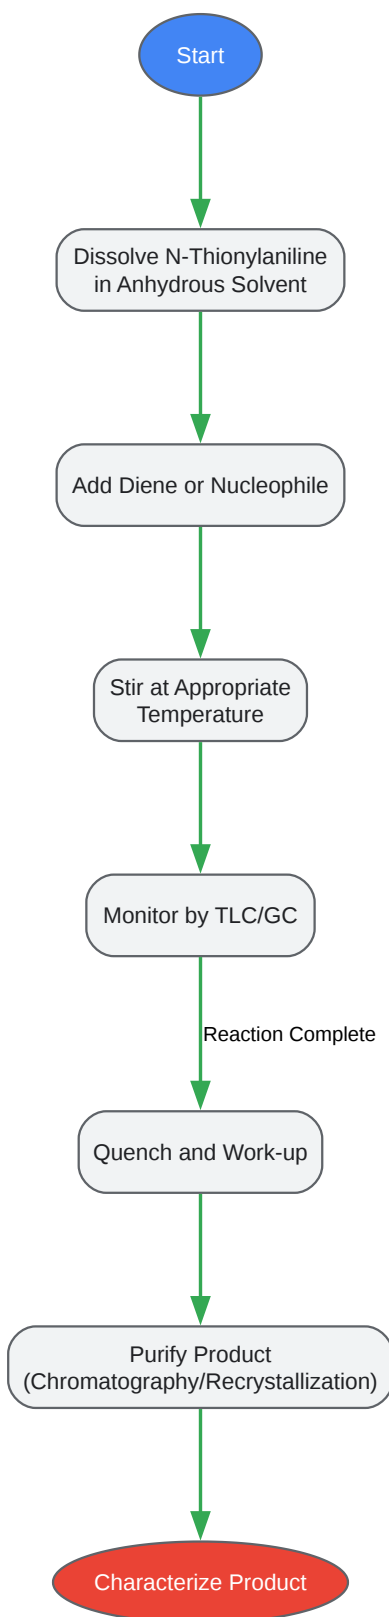 Start
Dissolve N-Thionylaniline
in Anhydrous Solvent
Add Diene or Nucleophile
Stir at Appropriate
Temperature
Monitor by TLC/GC
Reaction Complete
Quench and Work-up
Purify Product
(Chromatography/Recrystallization)
Characterize Product